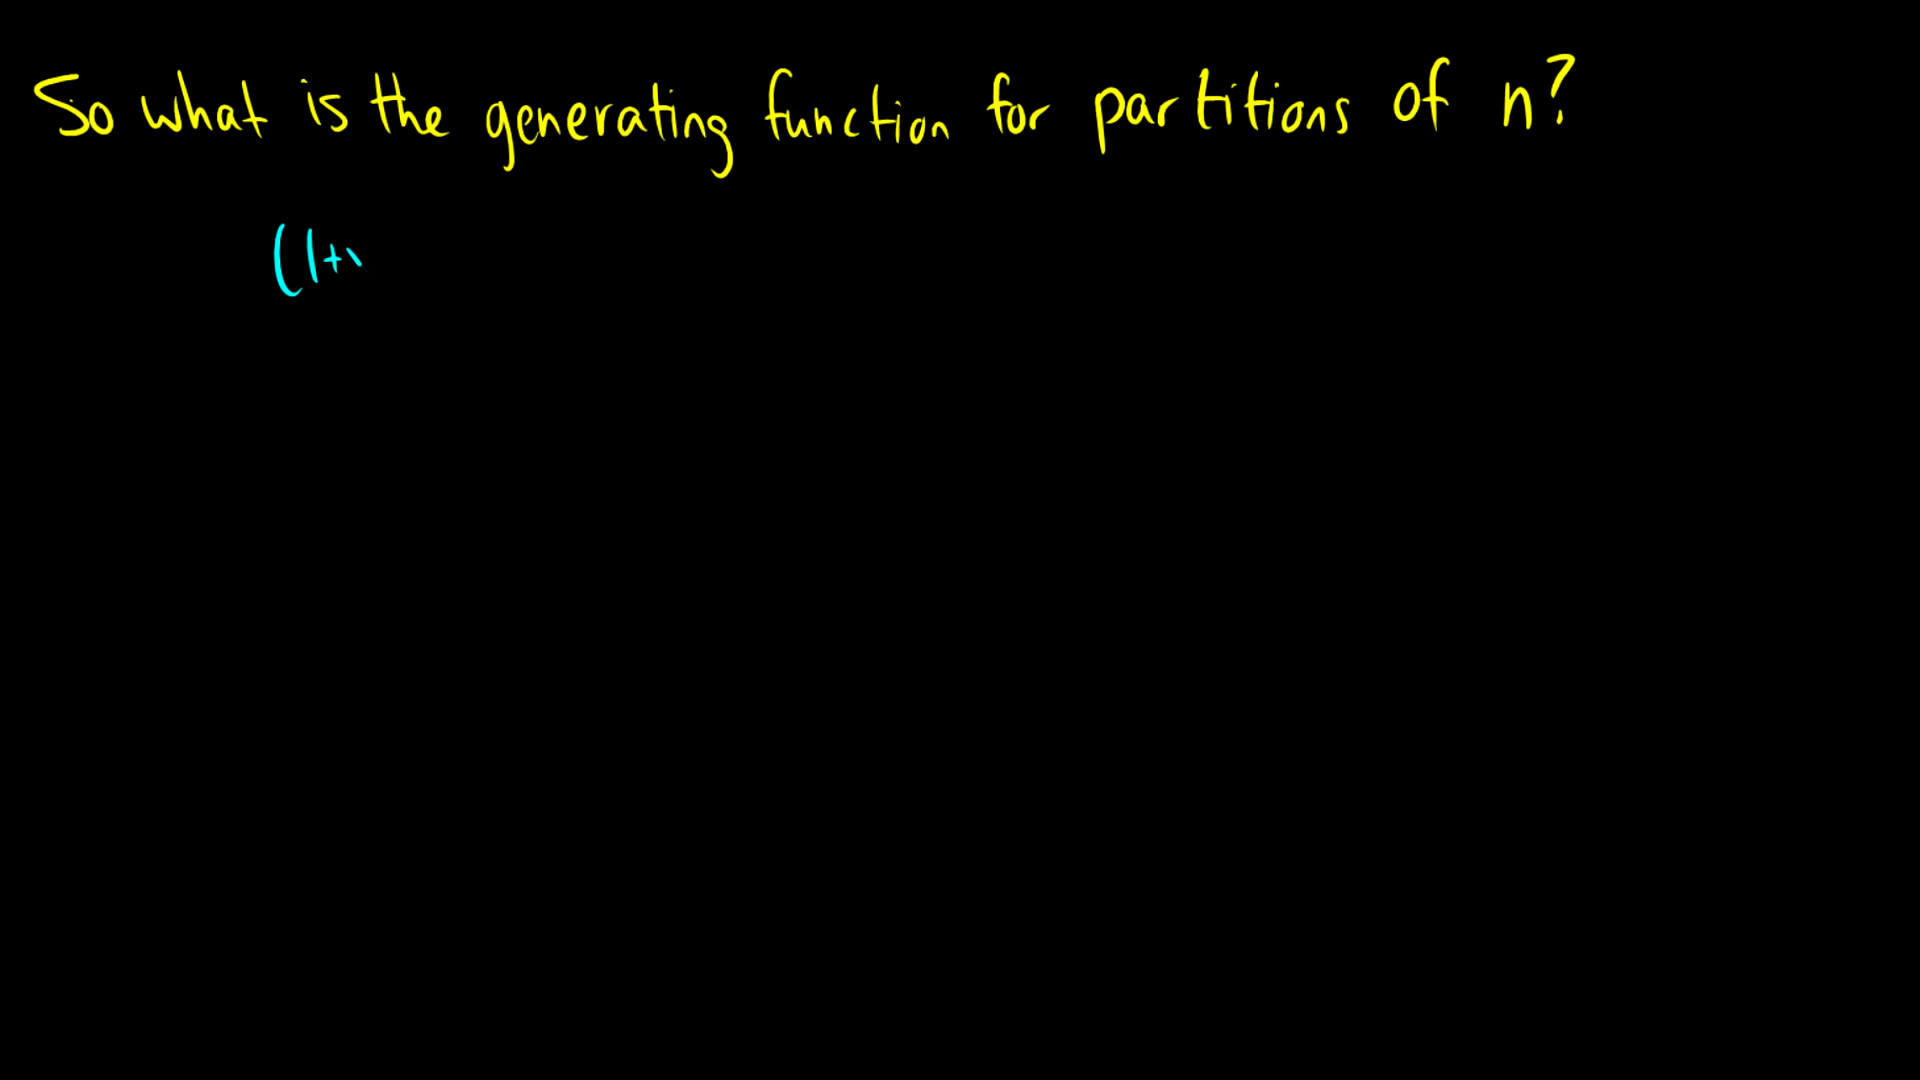 So what is the generating function for partitions of n?
(1+